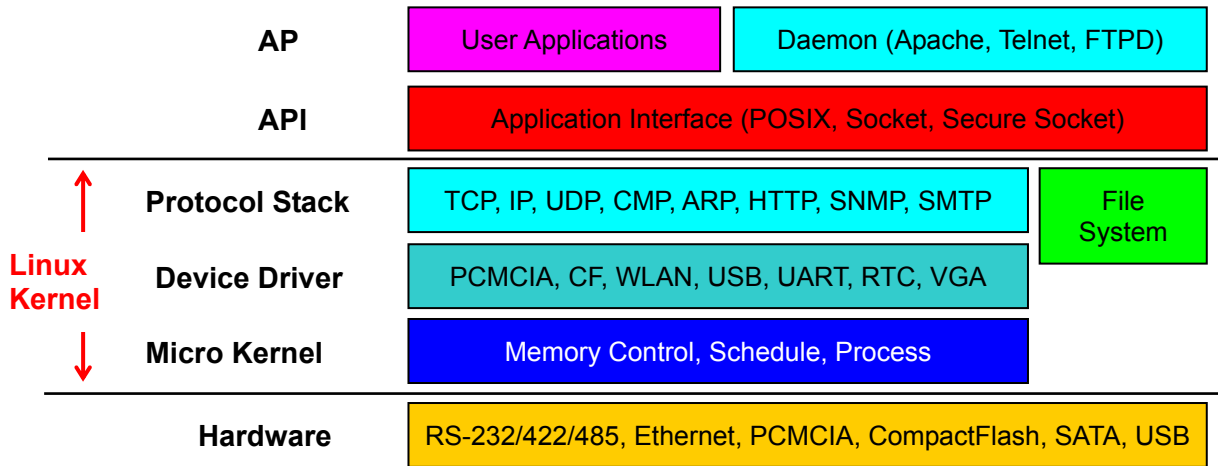 AP
User Applications
Daemon (Apache, Telnet, FTPD)
API
Application Interface (POSIX, Socket, Secure Socket)
Linux
Kernel
Protocol Stack
TCP, IP, UDP, CMP, ARP, HTTP, SNMP, SMTP
File
System
Device Driver
PCMCIA, CF, WLAN, USB, UART, RTC, VGA
Micro Kernel
Memory Control, Schedule, Process
Hardware
RS-232/422/485, Ethernet, PCMCIA, CompactFlash, SATA, USB